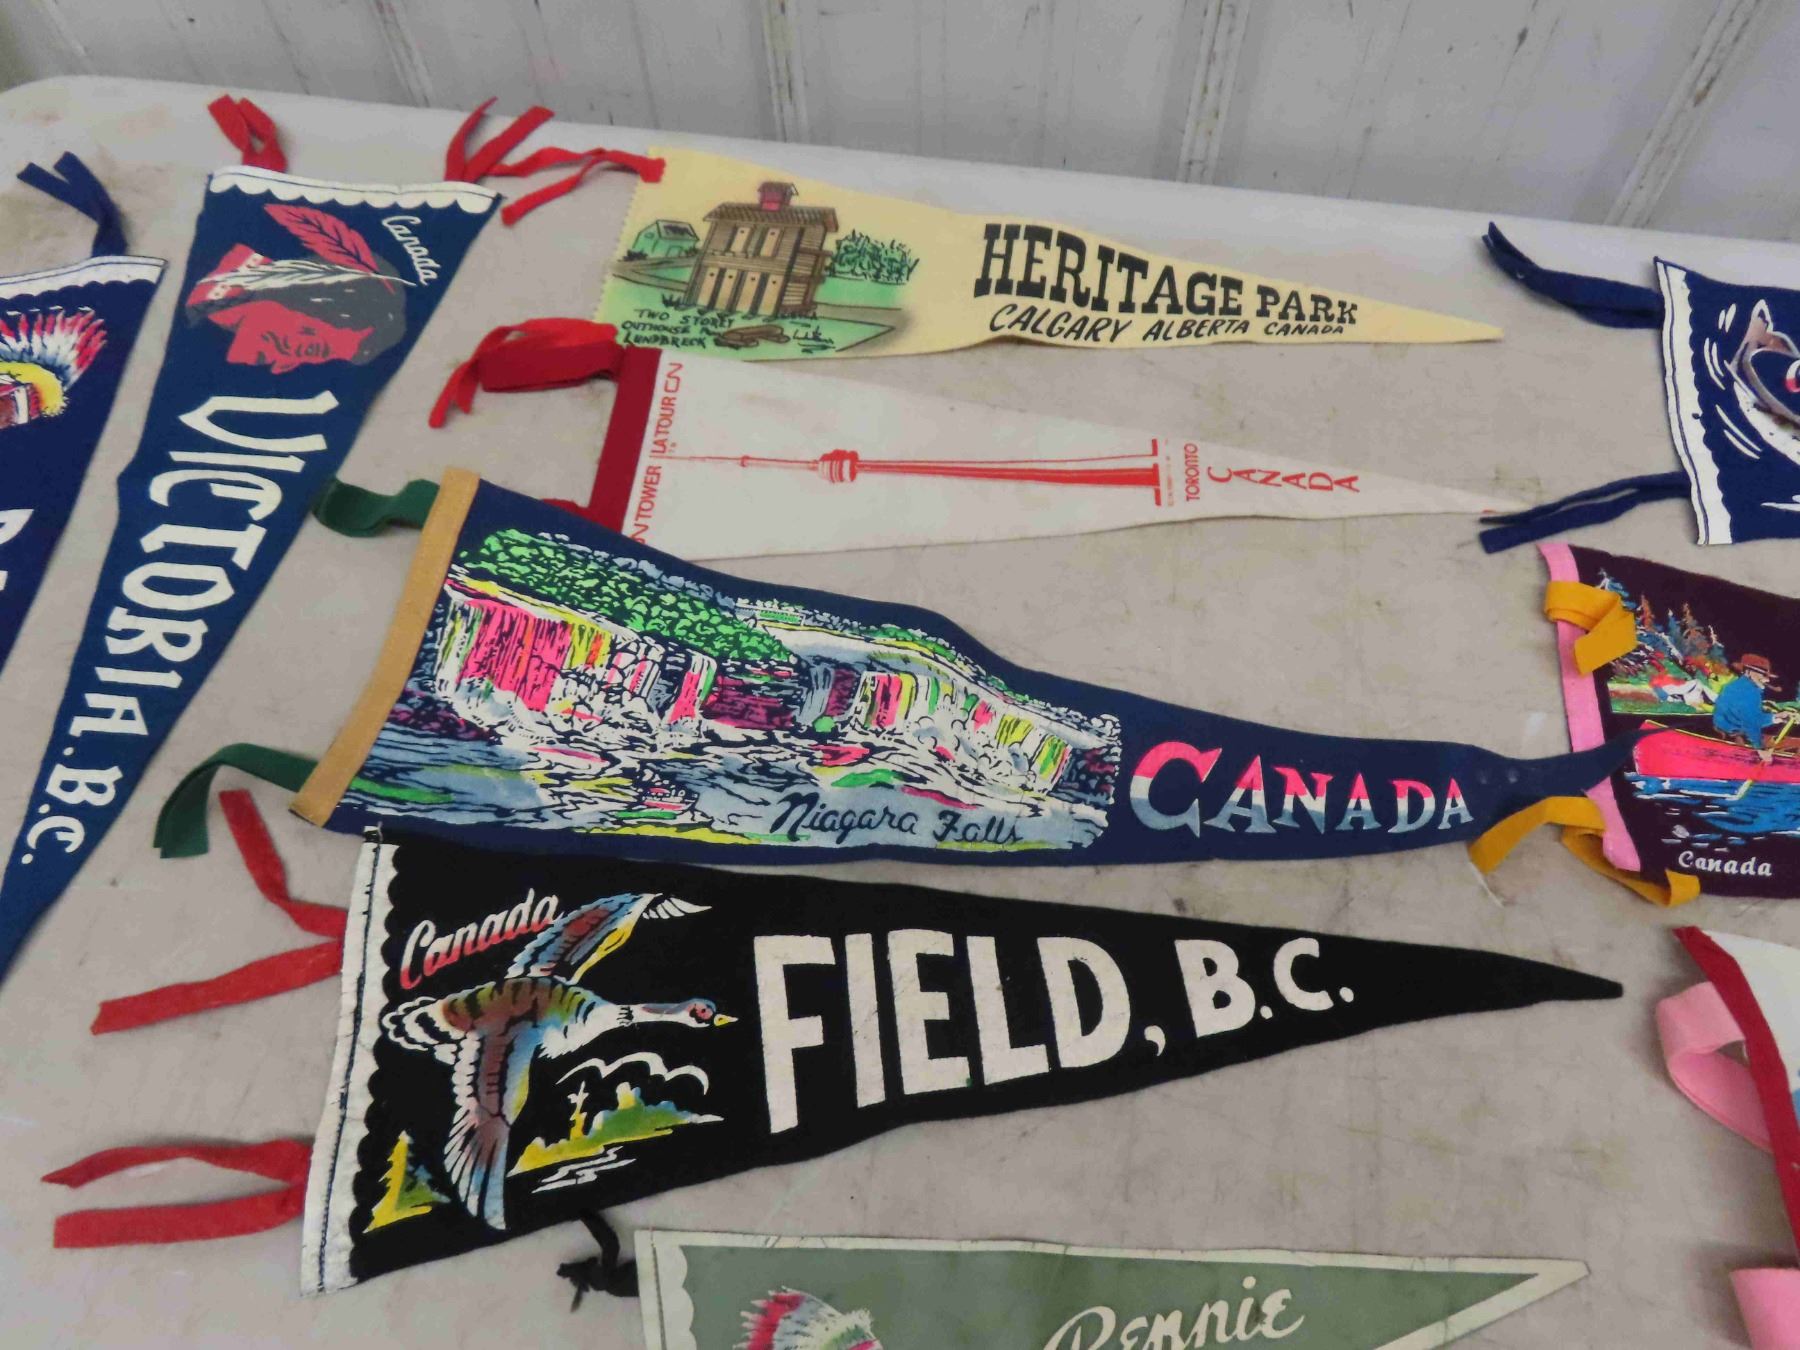 Canada
VICTORIA. B.C.
TWO STOREY
OUTHOUSE
LUNDBRECK
HERITAGE PARK
CALGARY ALBERTA CANADA
TOWER LA TOUR CN
TORONTO
CANADA
Niagara Falls
CANADA
Canada
Canada
FIELD, B.C.
Rennie